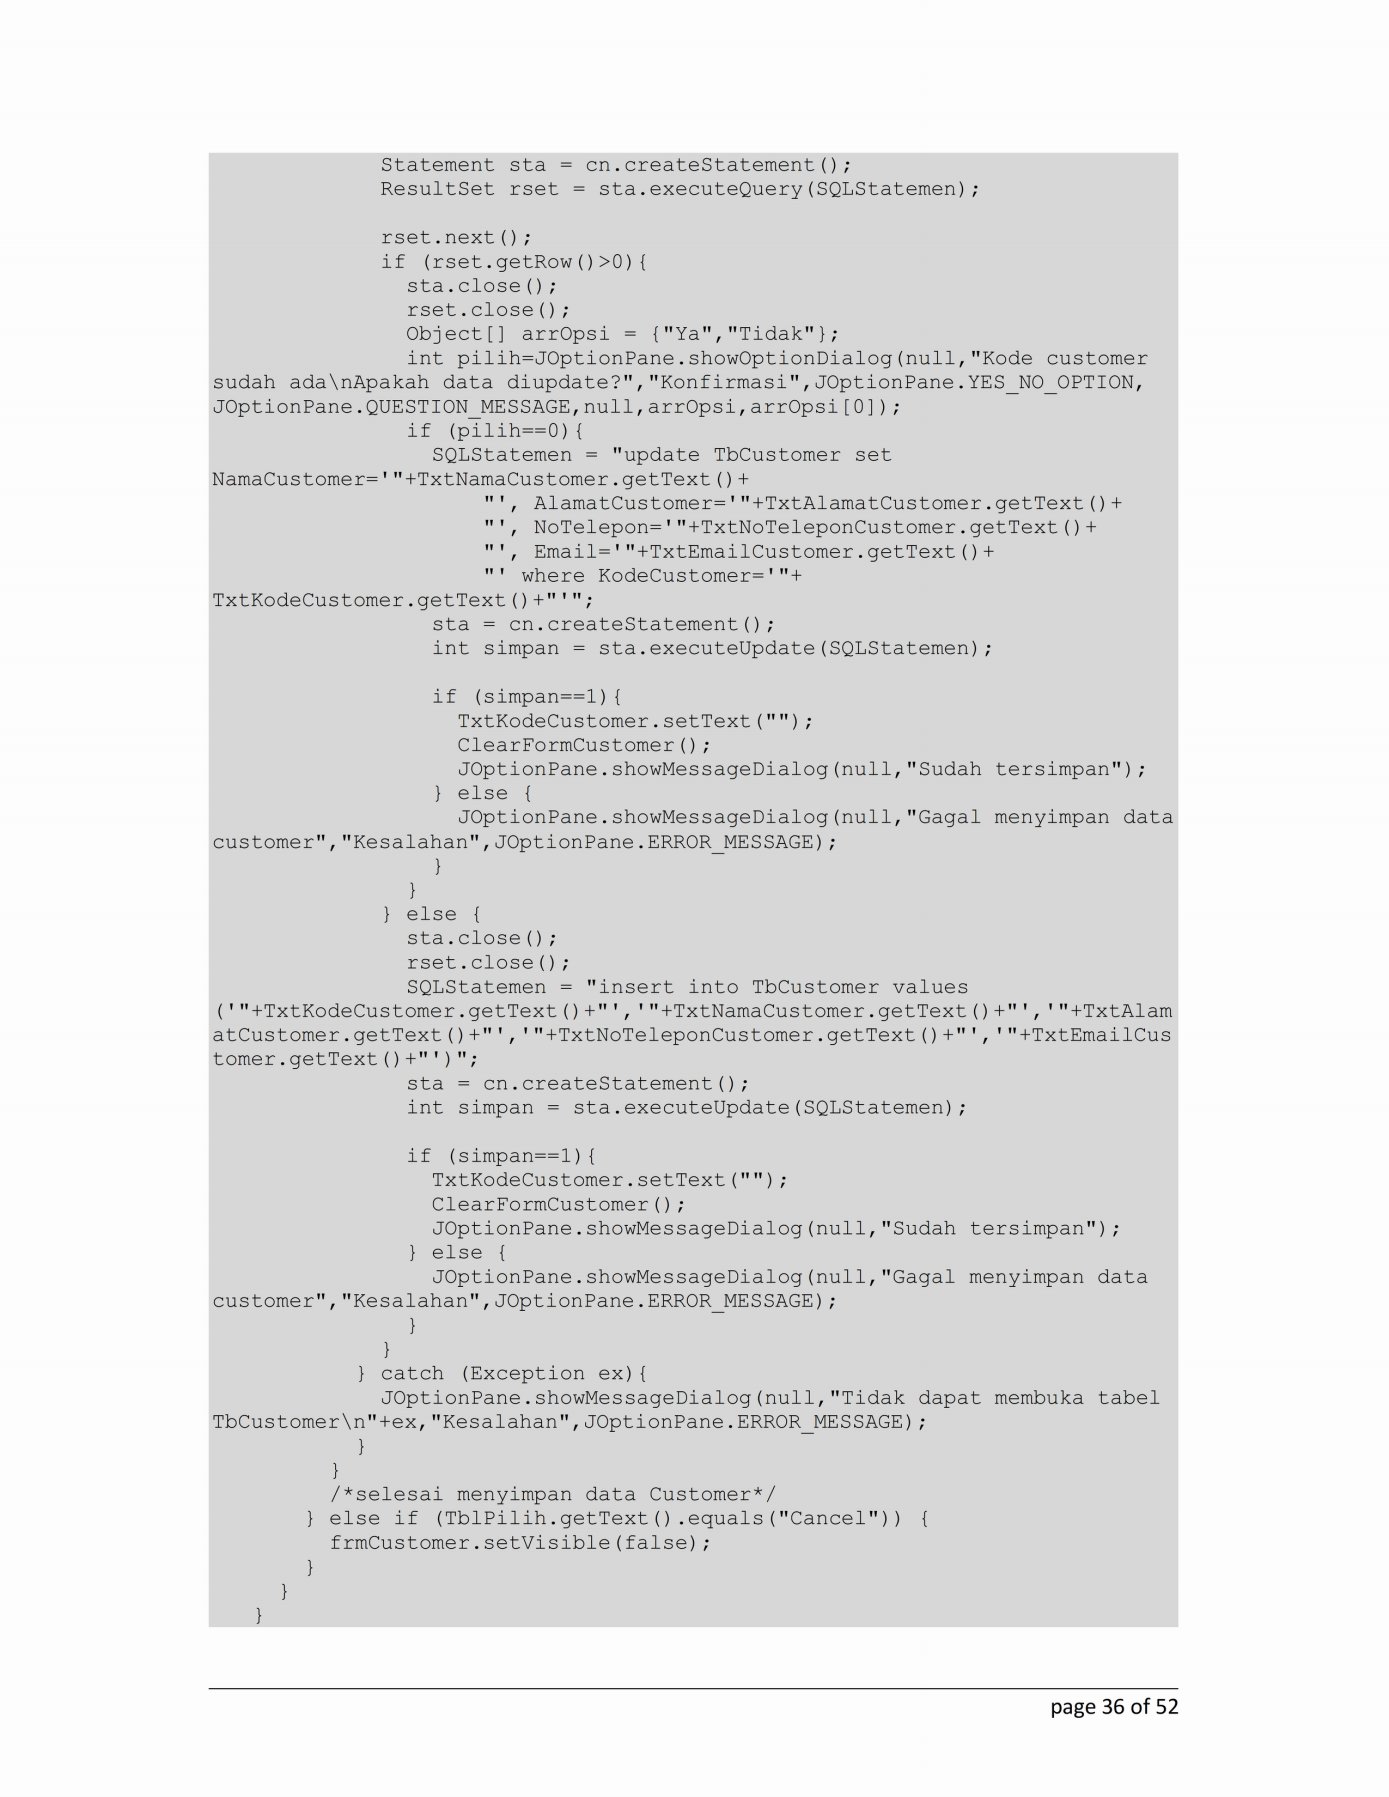 Statement sta = cn.createStatement();
ResultSet rset = sta.executeQuery(SQLStatemen);
rset.next();
if (rset.getRow()>0){
sta.close();
rset.close();
Object[] arrOpsi = {"Ya","Tidak"};
int pilih=JOptionPane.showOptionDialog(null,"Kode customer
sudah ada\nApakah data diupdate?","Konfirmasi",JOptionPane.YES_NO_OPTION,
JOptionPane.QUESTION_MESSAGE,null,arrOpsi,arrOpsi[0]);
if (pilih==0){
SQLStatemen = "update TbCustomer set
NamaCustomer='"+TxtNamaCustomer.getText()+
"', AlamatCustomer='"+TxtAlamatCustomer.getText()+
"', NoTelepon='"+TxtNoTeleponCustomer.getText()+
"', Email='"+TxtEmailCustomer.getText()+
"' where KodeCustomer='"+
TxtKodeCustomer.getText()+"'";
sta = cn.createStatement();
int simpan = sta.executeUpdate(SQLStatemen);
if (simpan==1){
TxtKodeCustomer.setText("");
ClearFormCustomer();
JOptionPane.showMessageDialog(null,"Sudah tersimpan");
} else {
JOptionPane.showMessageDialog(null,"Gagal menyimpan data
customer","Kesalahan",JOptionPane.ERROR_MESSAGE);
}
}
} else {
sta.close();
rset.close();
SQLStatemen = "insert into TbCustomer values
('"+TxtKodeCustomer.getText()+"','"+TxtNamaCustomer.getText()+"','"+TxtAlam
atCustomer.getText()+"','"+TxtNoTeleponCustomer.getText()+"','"+TxtEmailCus
tomer.getText()+"')";
sta = cn.createStatement();
int simpan = sta.executeUpdate(SQLStatemen);
if (simpan==1){
TxtKodeCustomer.setText("");
ClearFormCustomer();
JOptionPane.showMessageDialog(null,"Sudah tersimpan");
} else {
JOptionPane.showMessageDialog(null,"Gagal menyimpan data
customer","Kesalahan",JOptionPane.ERROR_MESSAGE);
}
}
} catch (Exception ex){
JOptionPane.showMessageDialog(null,"Tidak dapat membuka tabel
TbCustomer\n"+ex,"Kesalahan",JOptionPane.ERROR_MESSAGE);
}
}
/*selesai menyimpan data Customer*/
} else if (TblPilih.getText().equals("Cancel")) {
frmCustomer.setVisible(false);
}
}
}
page 36 of 52